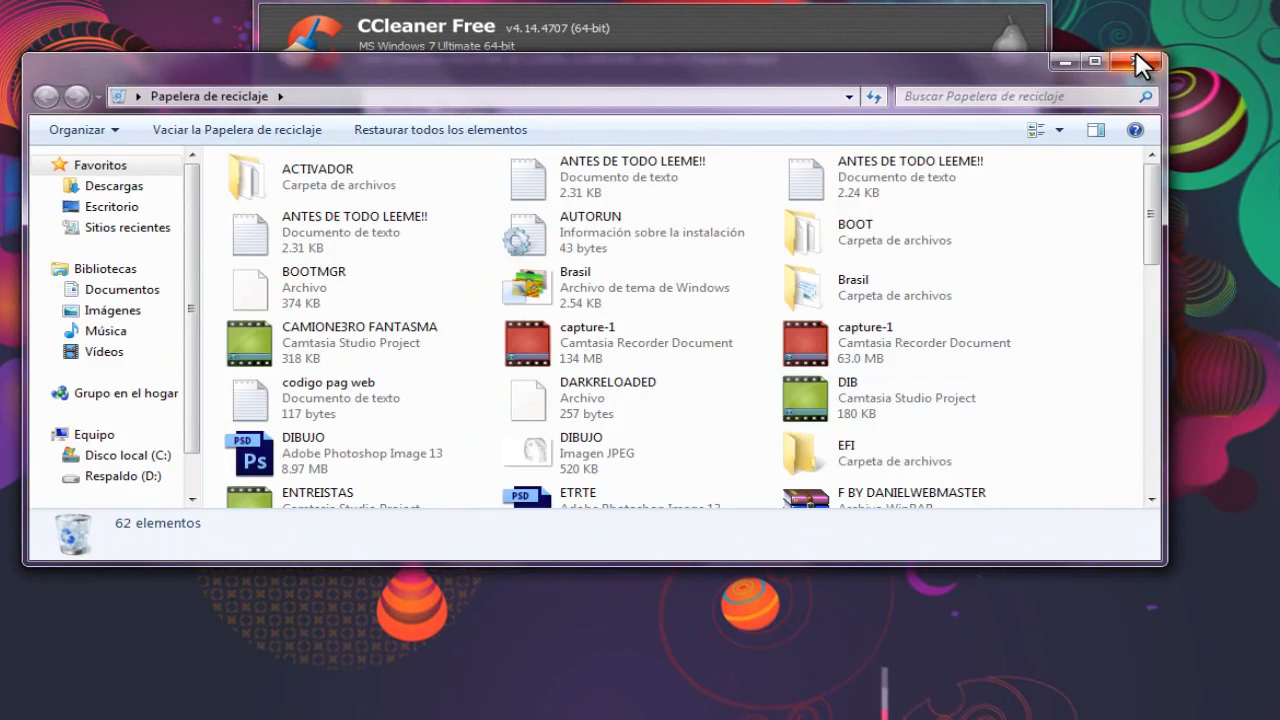 CCleaner Free v4.14.4707 (64-bit)
MS Windows 7 Ultimate 64-bit
Papelera de reciclaje
Buscar Papelera de reciclaje
Organizar Vaciar la Papelera de reciclaje Restaurar todos los elementos
Favoritos
Descargas
Escritorio
Sitios recientes
Bibliotecas
Documentos
Imágenes
Música
Vídeos
Grupo en el hogar
Equipo
Disco local (C:)
Respaldo (D:)
ACTIVADOR
Carpeta de archivos
ANTES DE TODO LEEME!!
Documento de texto
2.31 KB
ANTES DE TODO LEEME!!
Documento de texto
2.24 KB
ANTES DE TODO LEEME!!
Documento de texto
2.31 KB
AUTORUN
Información sobre la instalación
43 bytes
BOOT
Carpeta de archivos
BOOTMGR
Archivo
374 KB
Brasil
Archivo de tema de Windows
2.54 KB
Brasil
Carpeta de archivos
CAMIONE3RO FANTASMA
Camtasia Studio Project
318 KB
capture-1
Camtasia Recorder Document
134 MB
capture-1
Camtasia Recorder Document
63.0 MB
codigo pag web
Documento de texto
117 bytes
DARKRELOADED
Archivo
257 bytes
DIB
Camtasia Studio Project
180 KB
PSD
Ps
DIBUJO
Adobe Photoshop Image 13
8.97 MB
DIBUJO
Imagen JPEG
520 KB
EFI
Carpeta de archivos
ENTREISTAS
Camtasia Studio Project
PSD
ETRTE
Adobe Photoshop Image 13
F BY DANIELWEBMASTER
Archivo WinRAR
62 elementos